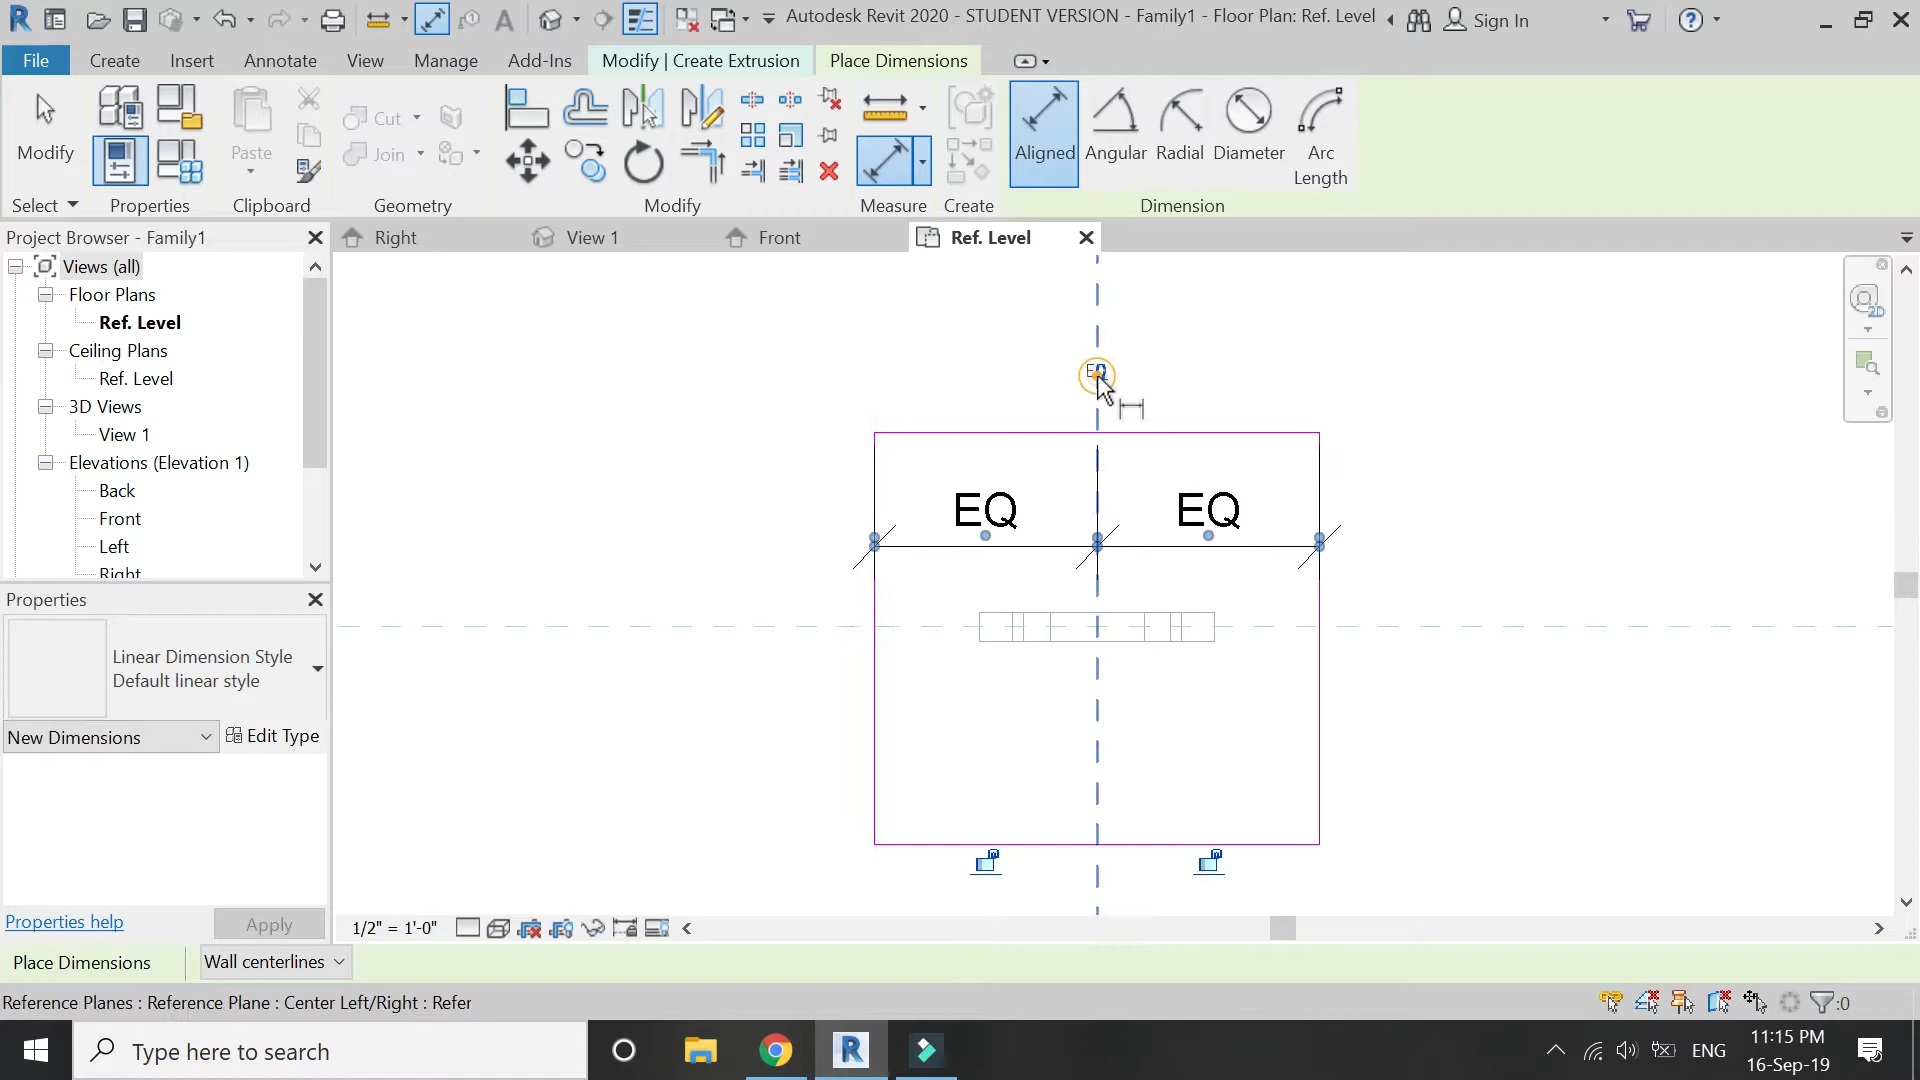 Autodesk Revit 2020 - STUDENT VERSION - Family1 - Floor Plan: Ref. Level
Sign In
File
Create
Insert
Annotate
View
Manage
Add-Ins
Modify | Create Extrusion
Place Dimensions
Modify
Paste
Cut
Join
Aligned
Angular
Radial
Diameter
Arc
Length
Select
Properties
Clipboard
Geometry
Modify
Measure
Create
Dimension
Project Browser - Family1
Right
View 1
Front
Ref. Level
Views (all)
Floor Plans
Ref. Level
Ceiling Plans
Ref. Level
3D Views
View 1
Elevations (Elevation 1)
Back
Front
Left
Right
EQ
EQ
EQ
2D
Properties
Linear Dimension Style
Default linear style
New Dimensions
Edit Type
Properties help
Apply
1/2" = 1'-0"
Place Dimensions
Wall centerlines
Reference Planes : Reference Plane : Center Left/Right : Refer
:0
Type here to search
ENG
11:15 PM
16-Sep-19